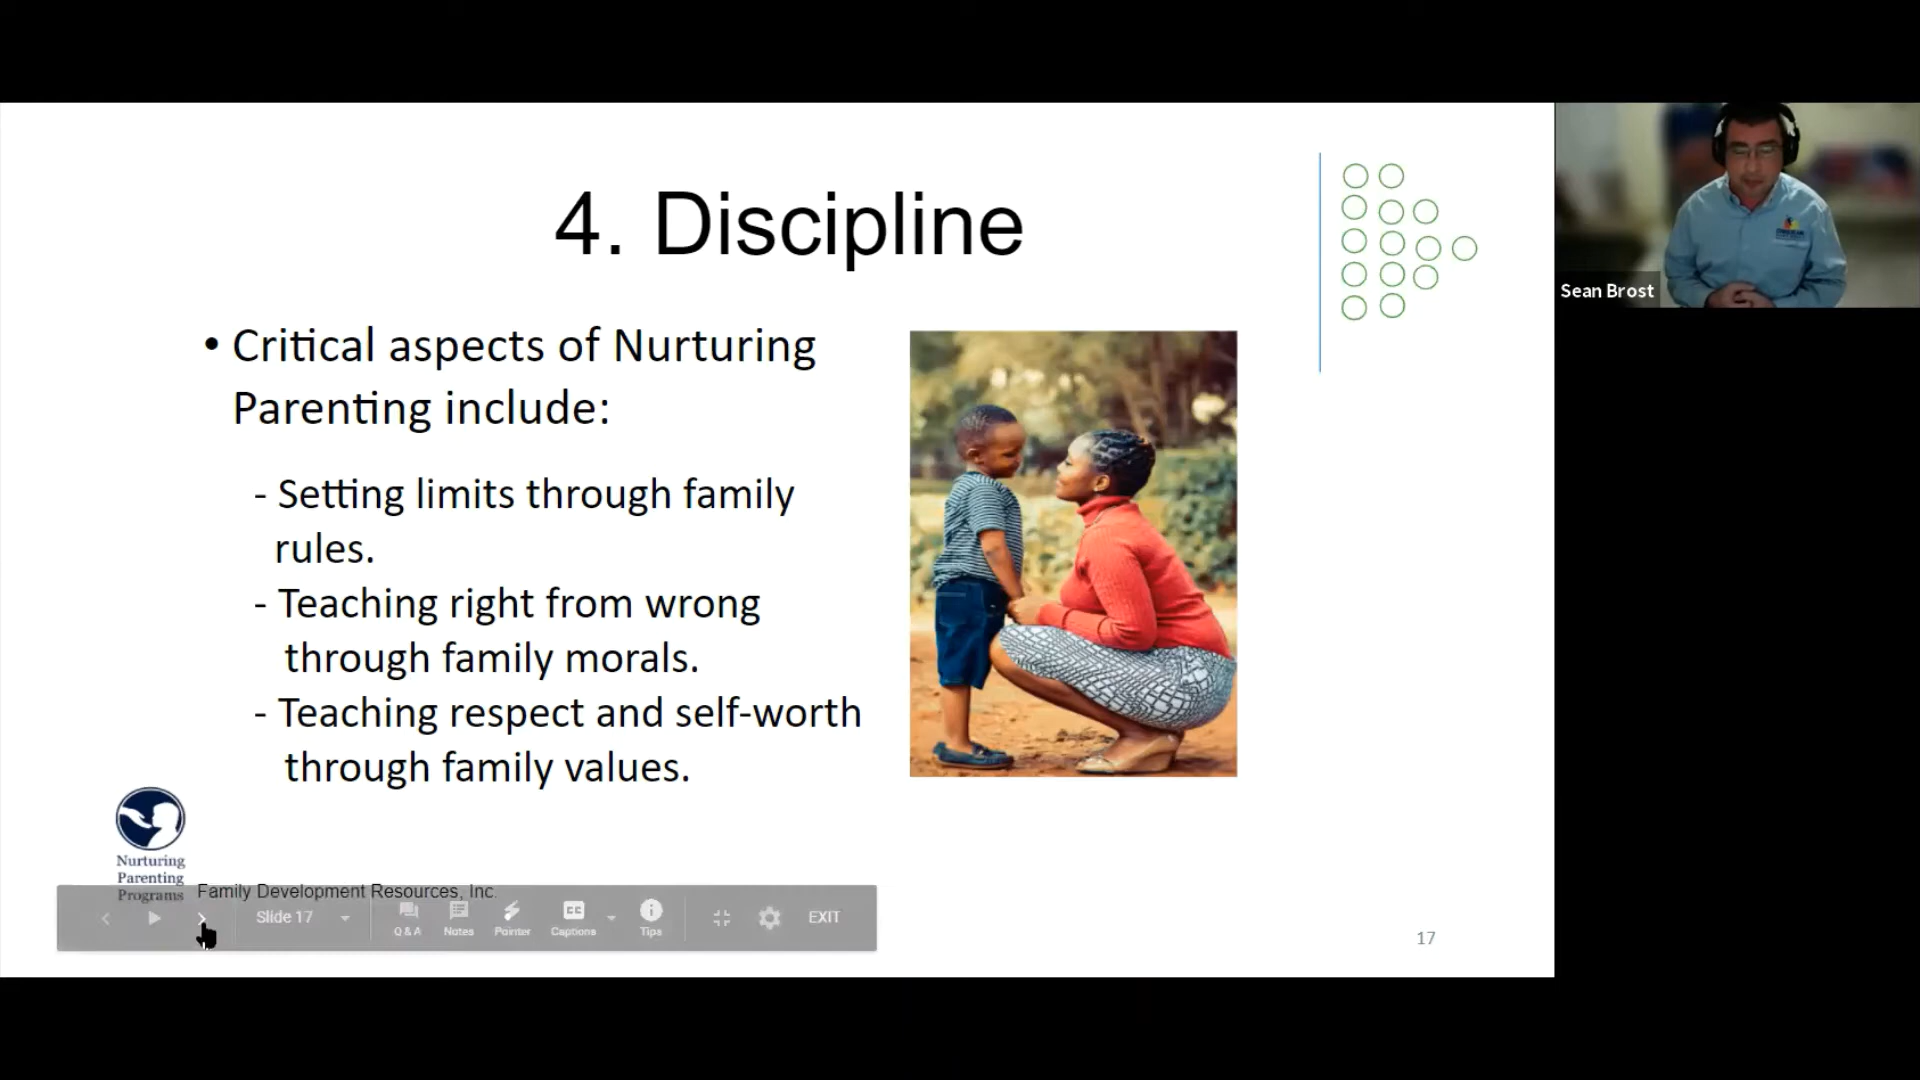 4. Discipline
• Critical aspects of Nurturing
Parenting include:
- Setting limits through family
rules.
- Teaching right from wrong
through family morals.
- Teaching respect and self-worth
through family values.
Nurturing
Parenting
Programs
Family Development Resources, Inc.
Slide 17
Q & A
Notes
Pointer
Captions
Tips
EXIT
17
Sean Brost